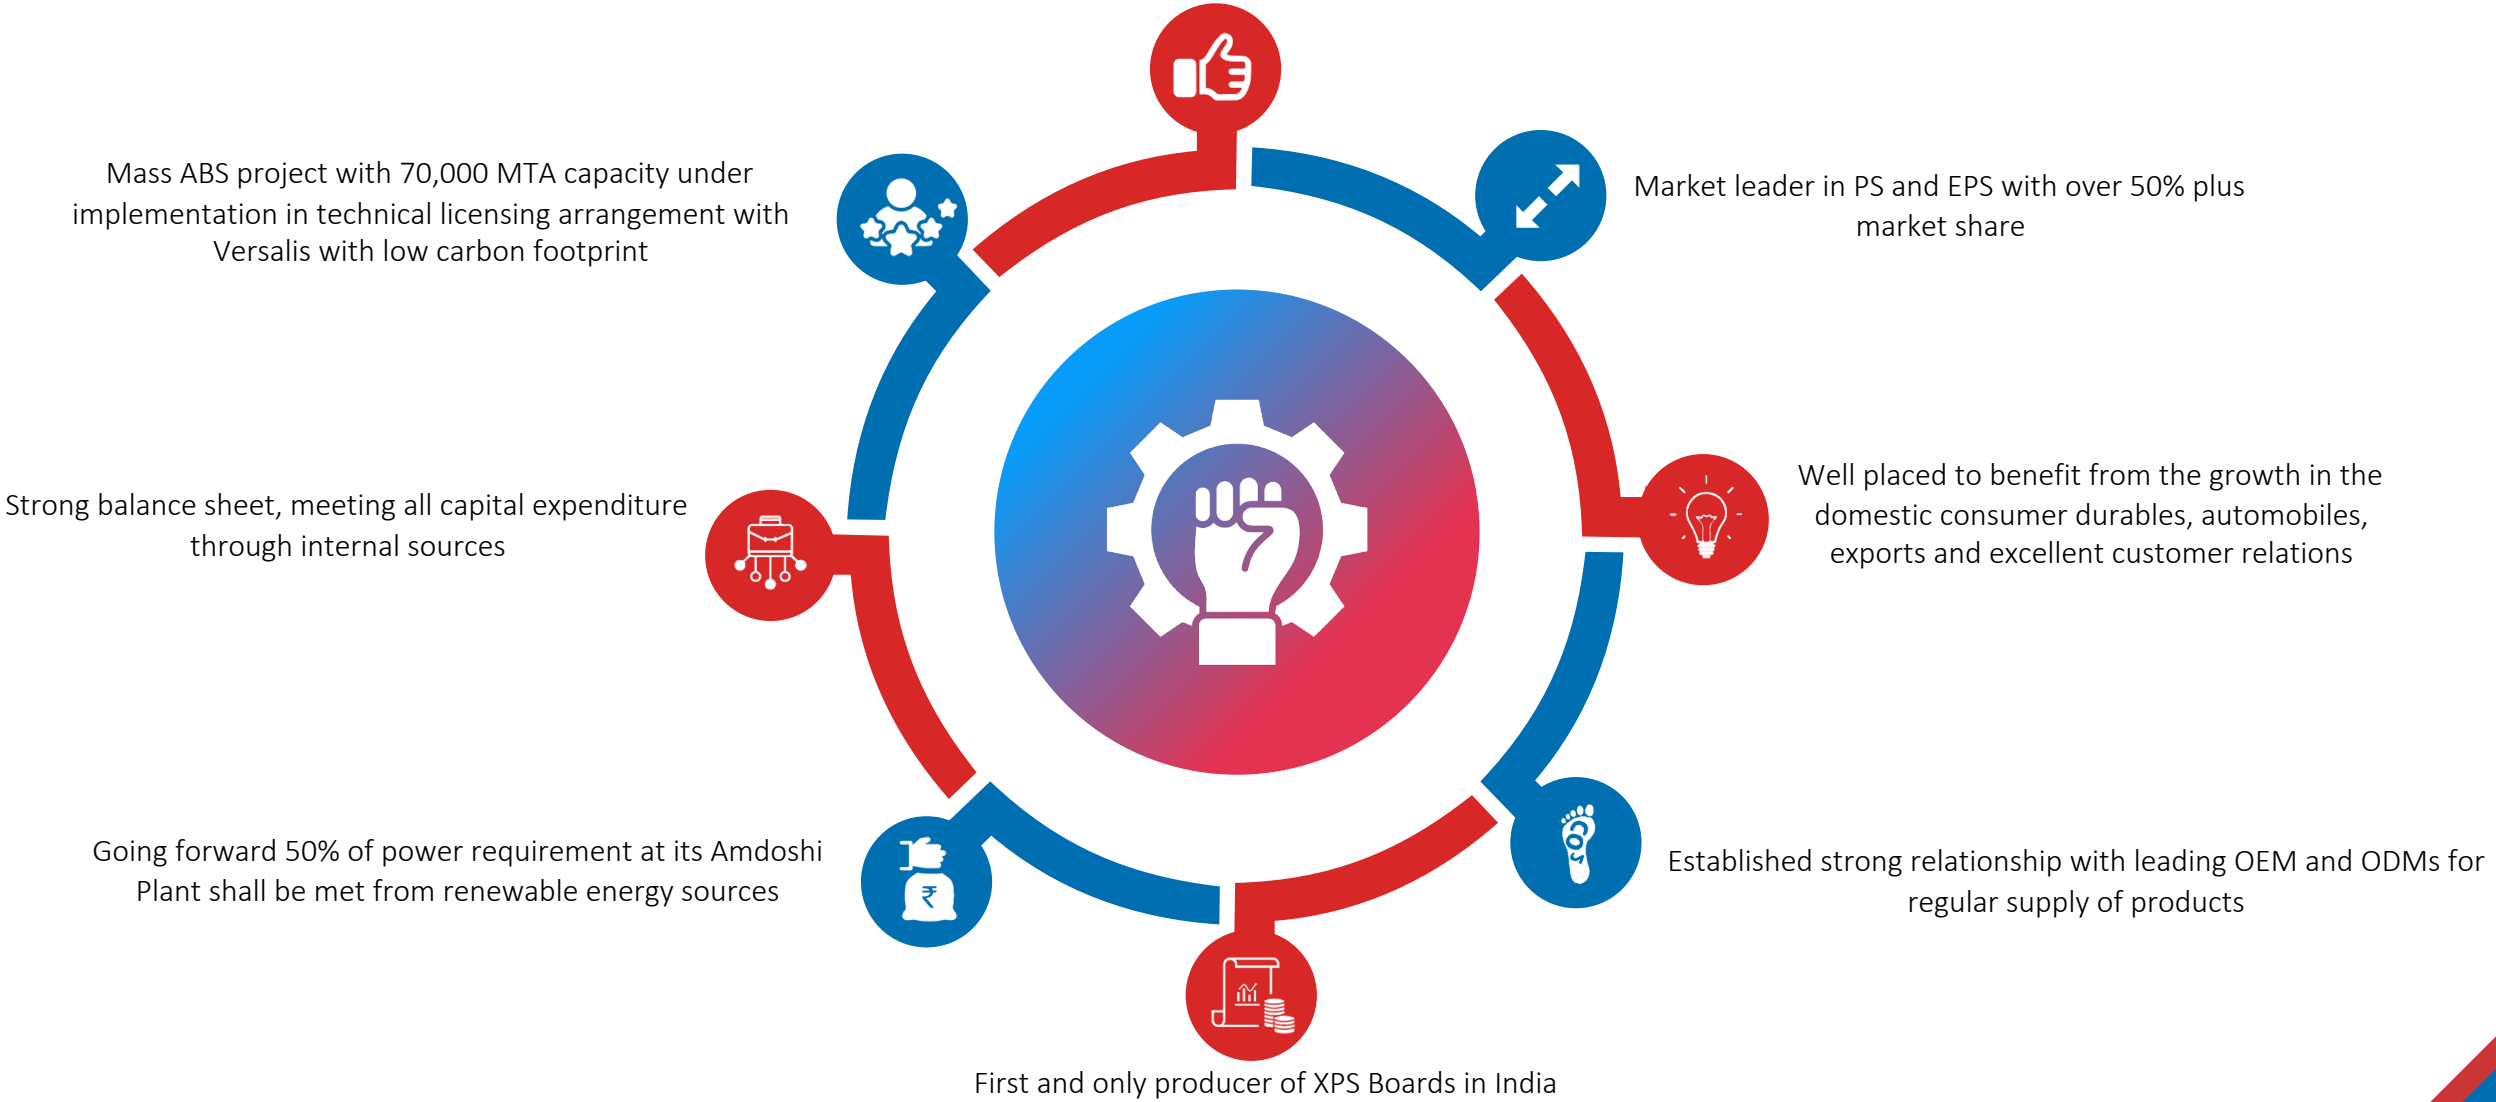 Mass ABS project with 70,000 MTA capacity under
implementation in technical licensing arrangement with
Versalis with low carbon footprint
Market leader in PS and EPS with over 50% plus
market share
Strong balance sheet, meeting all capital expenditure
through internal sources
Well placed to benefit from the growth in the
domestic consumer durables, automobiles,
exports and excellent customer relations
Going forward 50% of power requirement at its Amdoshi
Plant shall be met from renewable energy sources
₹
CO2
Established strong relationship with leading OEM and ODMs for
regular supply of products
First and only producer of XPS Boards in India